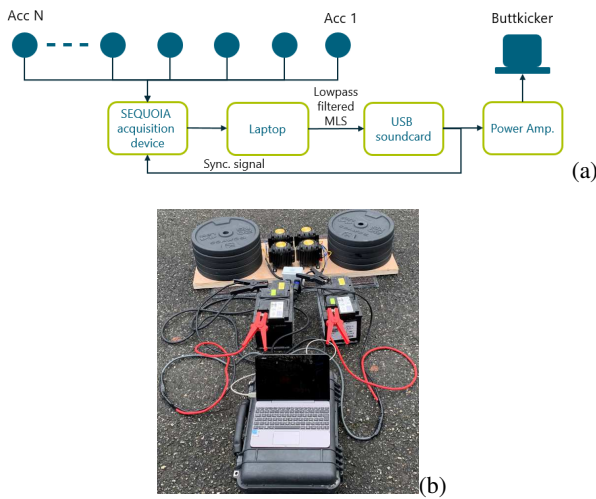 Acc N
Acc 1
Buttkicker
SEQUOIA
acquisition
device
Laptop
Lowpass
filtered
MLS
USB
soundcard
Power Amp.
Sync. signal
(a)
(b)